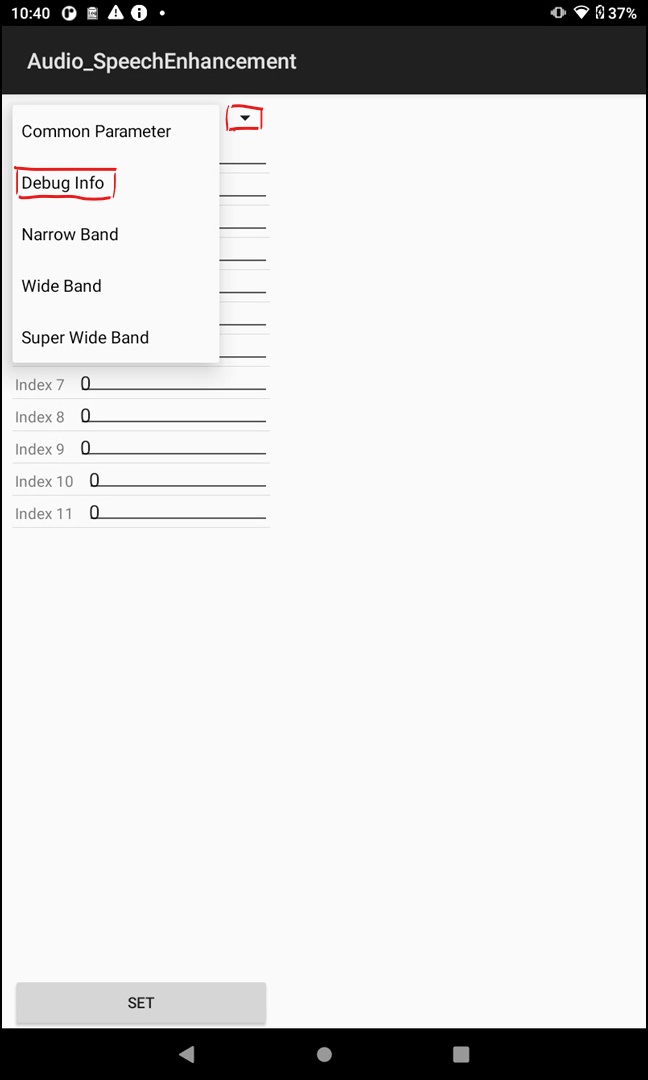 10:40
37%
Audio_SpeechEnhancement
Common Parameter
Debug Info
Narrow Band
Wide Band
Super Wide Band
Index 7 0
Index 8 0
Index 9 0
Index 10 0
Index 11 0
SET